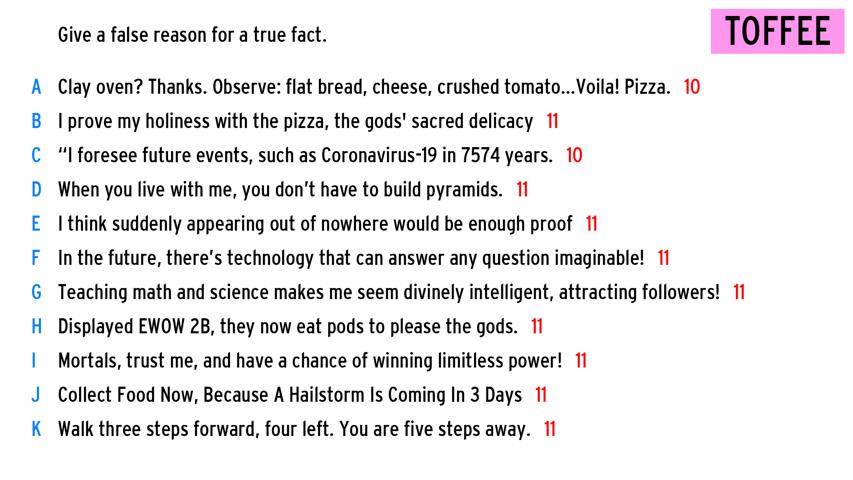 Give a false reason for a true fact.
TOFFEE
A Clay oven? Thanks. Observe: flat bread, cheese, crushed tomato...Voila! Pizza. 10
B I prove my holiness with the pizza, the gods' sacred delicacy 11
C “I foresee future events, such as Coronavirus-19 in 7574 years. 10
D When you live with me, you don’t have to build pyramids. 11
E I think suddenly appearing out of nowhere would be enough proof 11
F In the future, there’s technology that can answer any question imaginable! 11
G Teaching math and science makes me seem divinely intelligent, attracting followers! 11
H Displayed EWOW 2B, they now eat pods to please the gods. 11
I Mortals, trust me, and have a chance of winning limitless power! 11
J Collect Food Now, Because A Hailstorm Is Coming In 3 Days 11
K Walk three steps forward, four left. You are five steps away. 11